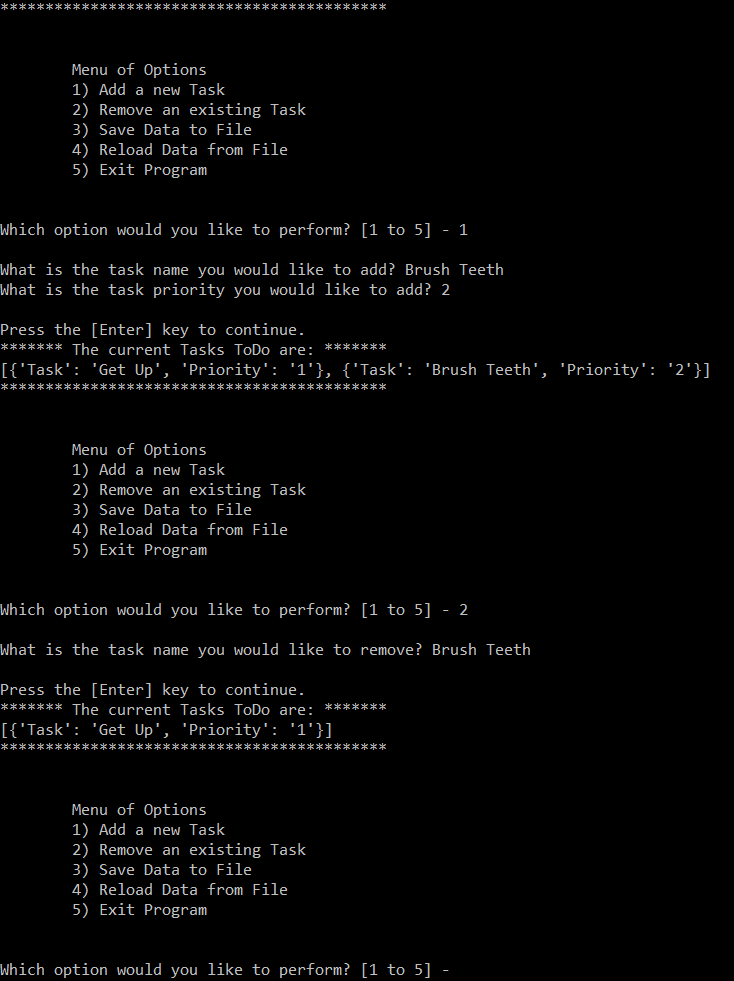 *******************************************
Menu of Options
1) Add a new Task
2) Remove an existing Task
3) Save Data to File
4) Reload Data from File
5) Exit Program
Which option would you like to perform? [1 to 5] - 1
What is the task name you would like to add? Brush Teeth
What is the task priority you would like to add? 2
Press the [Enter] key to continue.
******* The current Tasks ToDo are: *******
[{'Task': 'Get Up', 'Priority': '1'}, {'Task': 'Brush Teeth', 'Priority': '2'}]
*******************************************
Menu of Options
1) Add a new Task
2) Remove an existing Task
3) Save Data to File
4) Reload Data from File
5) Exit Program
Which option would you like to perform? [1 to 5] - 2
What is the task name you would like to remove? Brush Teeth
Press the [Enter] key to continue.
******* The current Tasks ToDo are: *******
[{'Task': 'Get Up', 'Priority': '1'}]
*******************************************
Menu of Options
1) Add a new Task
2) Remove an existing Task
3) Save Data to File
4) Reload Data from File
5) Exit Program
Which option would you like to perform? [1 to 5] -